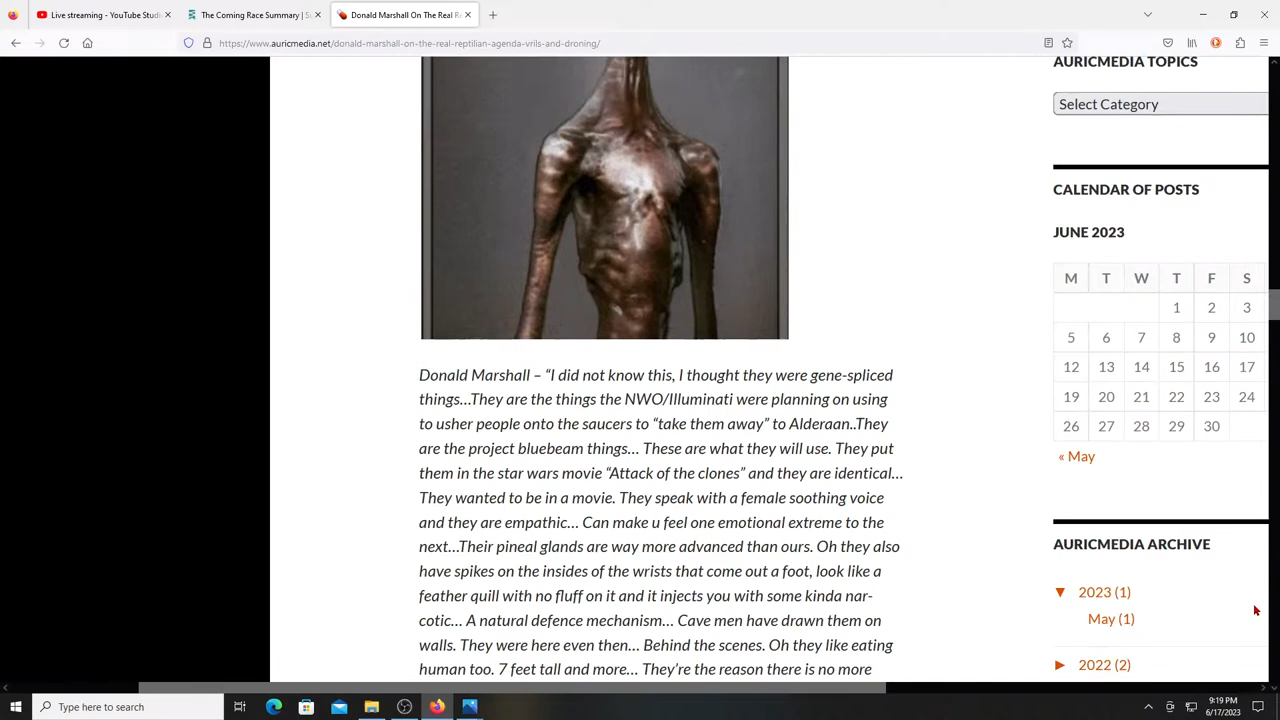 Live streaming - YouTube Studi
The Coming Race Summary | S
Donald Marshall On The Real R
https://www.auricmedia.net/donald-marshall-on-the-real-reptilian-agenda-vrils-and-droning/
AURICMEDIA TOPICS
Select Category
CALENDAR OF POSTS
JUNE 2023
M T W T F S
1 2 3
5 6 7 8 9 10
12 13 14 15 16 17
19 20 21 22 23 24
26 27 28 29 30
« May
AURICMEDIA ARCHIVE
▼ 2023 (1)
May (1)
► 2022 (2)
Donald Marshall – “I did not know this, I thought they were gene-spliced
things…They are the things the NWO/Illuminati were planning on using
to usher people onto the saucers to “take them away” to Alderaan..They
are the project bluebeam things… These are what they will use. They put
them in the star wars movie “Attack of the clones” and they are identical…
They wanted to be in a movie. They speak with a female soothing voice
and they are empathic… Can make u feel one emotional extreme to the
next…Their pineal glands are way more advanced than ours. Oh they also
have spikes on the insides of the wrists that come out a foot, look like a
feather quill with no fluff on it and it injects you with some kinda nar-
cotic… A natural defence mechanism… Cave men have drawn them on
walls. They were here even then… Behind the scenes. Oh they like eating
human too. 7 feet tall and more… They’re the reason there is no more
Type here to search
9:19 PM
6/17/2023